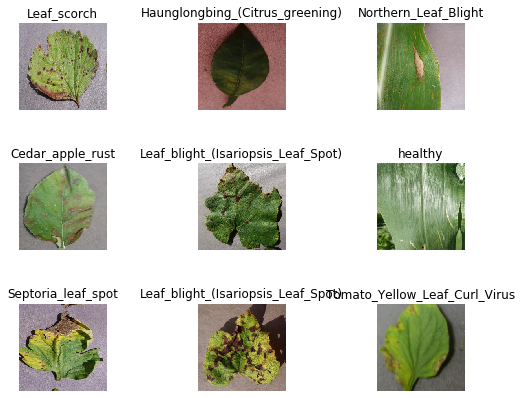 Leaf_scorch
Haunglongbing_(Citrus_greening)
Northern_Leaf_Blight
Cedar_apple_rust
Leaf_blight_(Isariopsis_Leaf_Spot)
healthy
Septoria_leaf_spot
Leaf_blight_(Isariopsis_Leaf_Spot)
Tomato_Yellow_Leaf_Curl_Virus